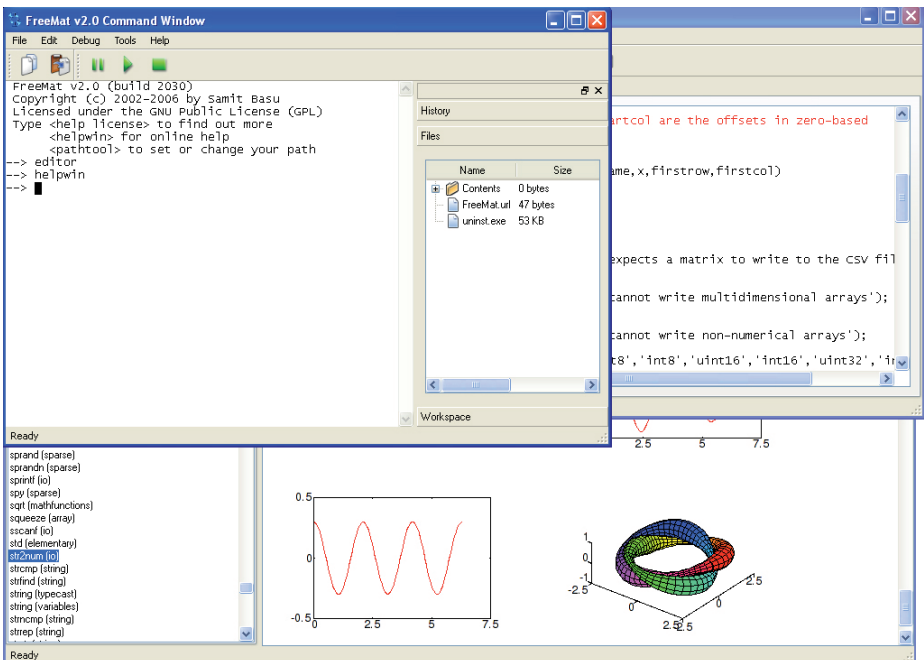 FreeMat v2.0 Command Window
File Edit Debug Tools Help
FreeMat v2.0 (build 2030)
Copyright (c) 2002-2006 by Samit Basu
Licensed under the GNU Public License (GPL)
Type <help license> to find out more
<helpwin> for online help
<pathtool> to set or change your path
--> editor
--> helpwin
-->
History
Files
Name Size
Contents 0 bytes
FreeMat.url 47 bytes
uninst.exe 53 KB
Workspace
Ready
artcol are the offsets in zero-based
ame,x,firstrow,firstcol)
expects a matrix to write to the CSV fil
cannot write multidimensional arrays');
cannot write non-numerical arrays');
t8','int8','uint16','int16','uint32','in
2.5 5 7.5
sprand (sparse)
sprandn (sparse)
sprintf (io)
spy (sparse)
sqrt (mathfunctions)
squeeze (array)
sscanf (io)
std (elementary)
str2num (io)
strcmp (string)
strfind (string)
string (typecast)
string (variables)
strncmp (string)
strrep (string)
0.5
0
-0.5
0 2.5 5 7.5
1
0
-1
-2.5
0
2.5
-2.5
0
2.5
Ready